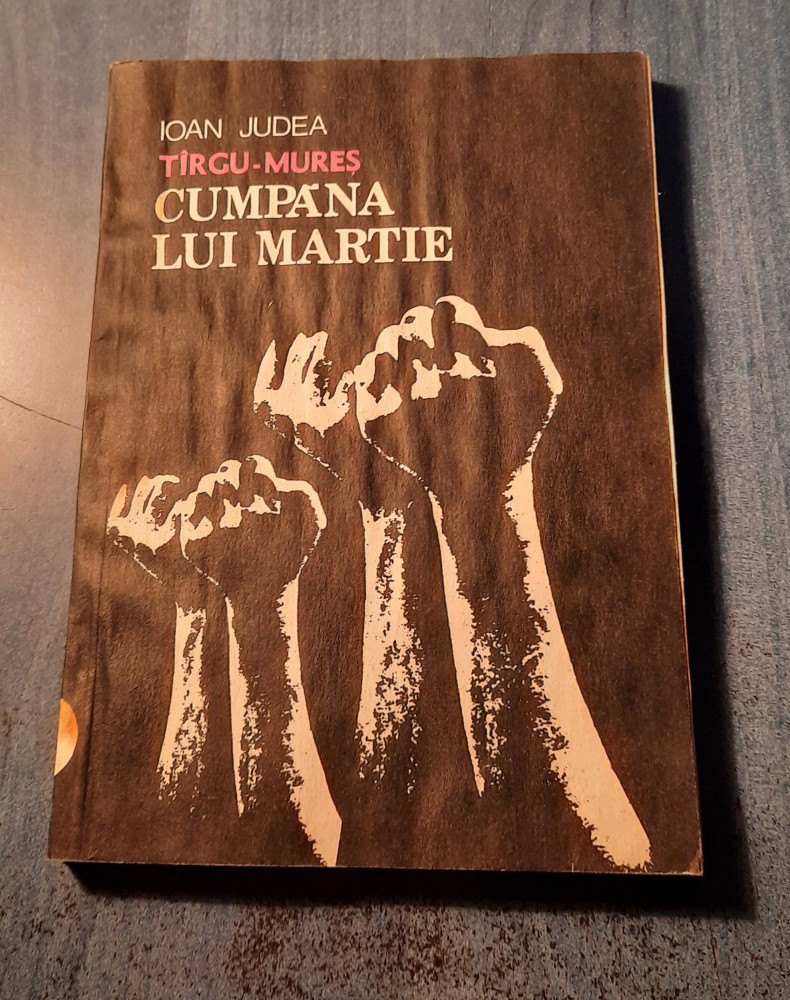 IOAN JUDEA
TÎRGU-MUREȘ
CUMPĂNA
LUI MARTIE